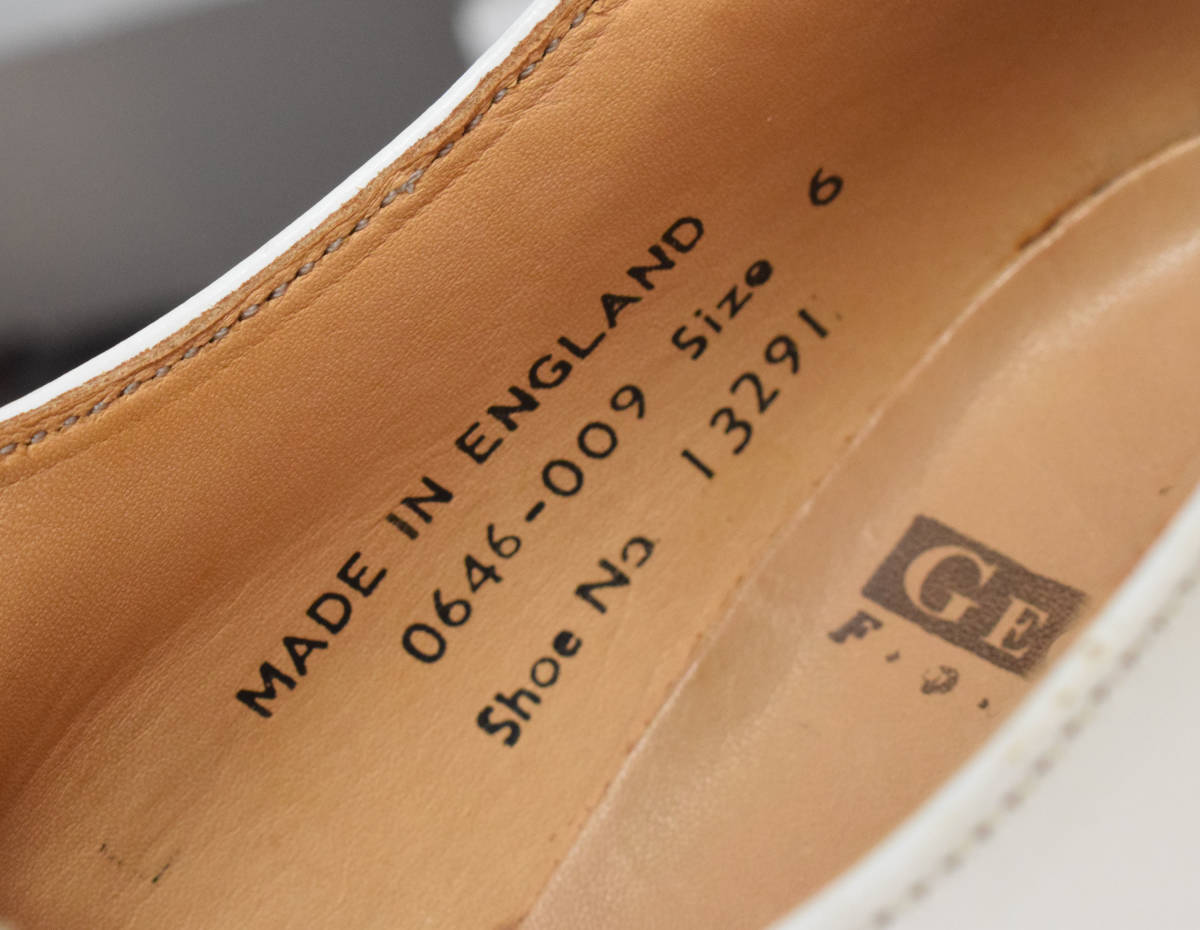 MADE IN ENGLAND
0646-009 Size 6
Shoe No 13291
GE